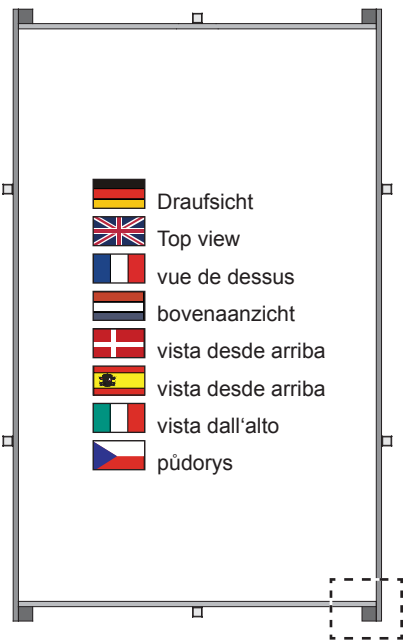 Draufsicht
Top view
vue de dessus
bovenaanzicht
vista desde arriba
vista desde arriba
vista dall‘alto
půdorys